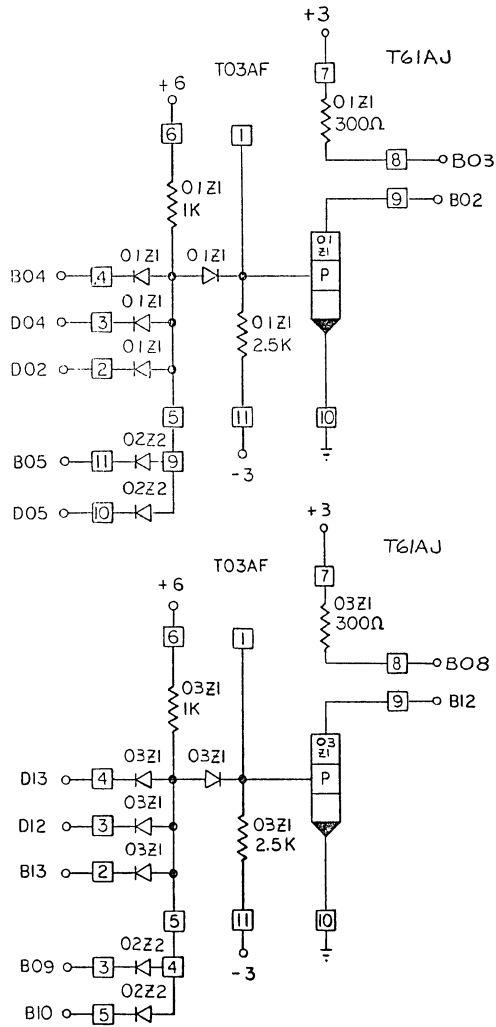 +3
T03AF
T61AJ
+6
7
6
1
01Z1
300Ω
8
B03
01Z1
1K
9
B02
01
Z1
01Z1
01Z1
B04
4
P
01Z1
D04
3
01Z1
2.5K
01Z1
D02
2
5
11
10
02Z2
B05
11
9
-3
02Z2
D05
10
+3
T61AJ
T03AF
+6
7
6
1
03Z1
300Ω
8
B08
03Z1
1K
9
B12
03
Z1
03Z1
03Z1
D13
4
P
03Z1
D12
3
03Z1
2.5K
03Z1
B13
2
5
11
10
02Z2
B09
3
4
-3
02Z2
B10
5